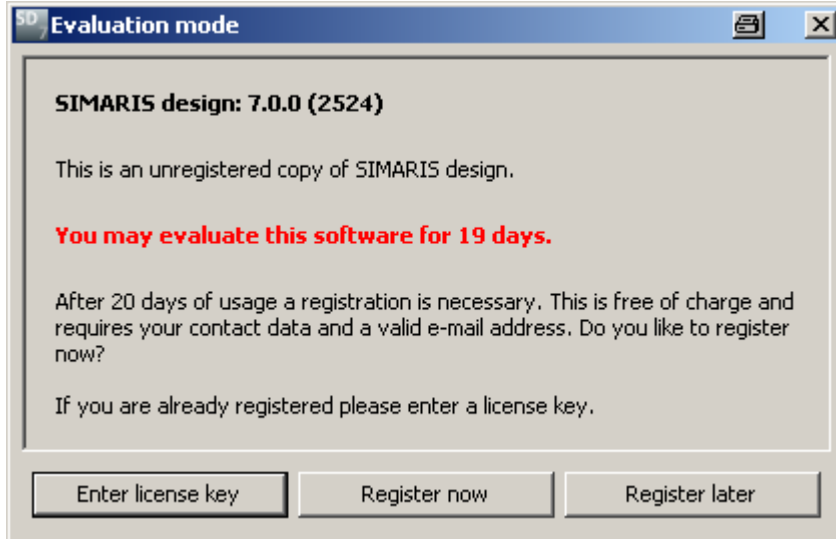 SD 7 Evaluation mode
SIMARIS design: 7.0.0 (2524)
This is an unregistered copy of SIMARIS design.
You may evaluate this software for 19 days.
After 20 days of usage a registration is necessary. This is free of charge and
requires your contact data and a valid e-mail address. Do you like to register
now?
If you are already registered please enter a license key.
Enter license key Register now Register later